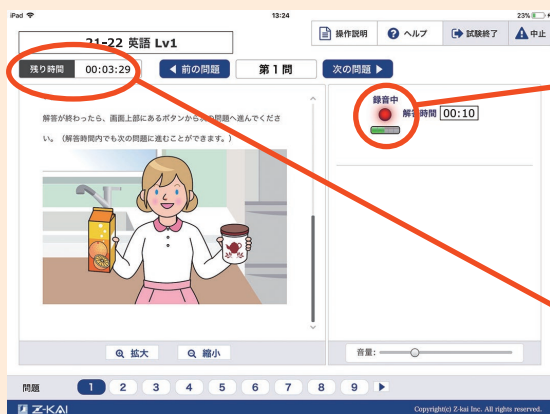 iPad 13:24 23%
21-22 英語 Lv1
操作説明 ヘルプ 試験終了 中止
残り時間 00:03:29 前の問題 第1問 次の問題
解答が終わったら、画面上部にあるボタンから次の問題へ進んでくださ
い。（解答時間内でも次の問題に進むことができます。）
録音中
解答時間 00:10
拡大 縮小
音量:
問題 1 2 3 4 5 6 7 8 9
Z-KAI Copyright(c) Z-kai Inc. All rights reserved.